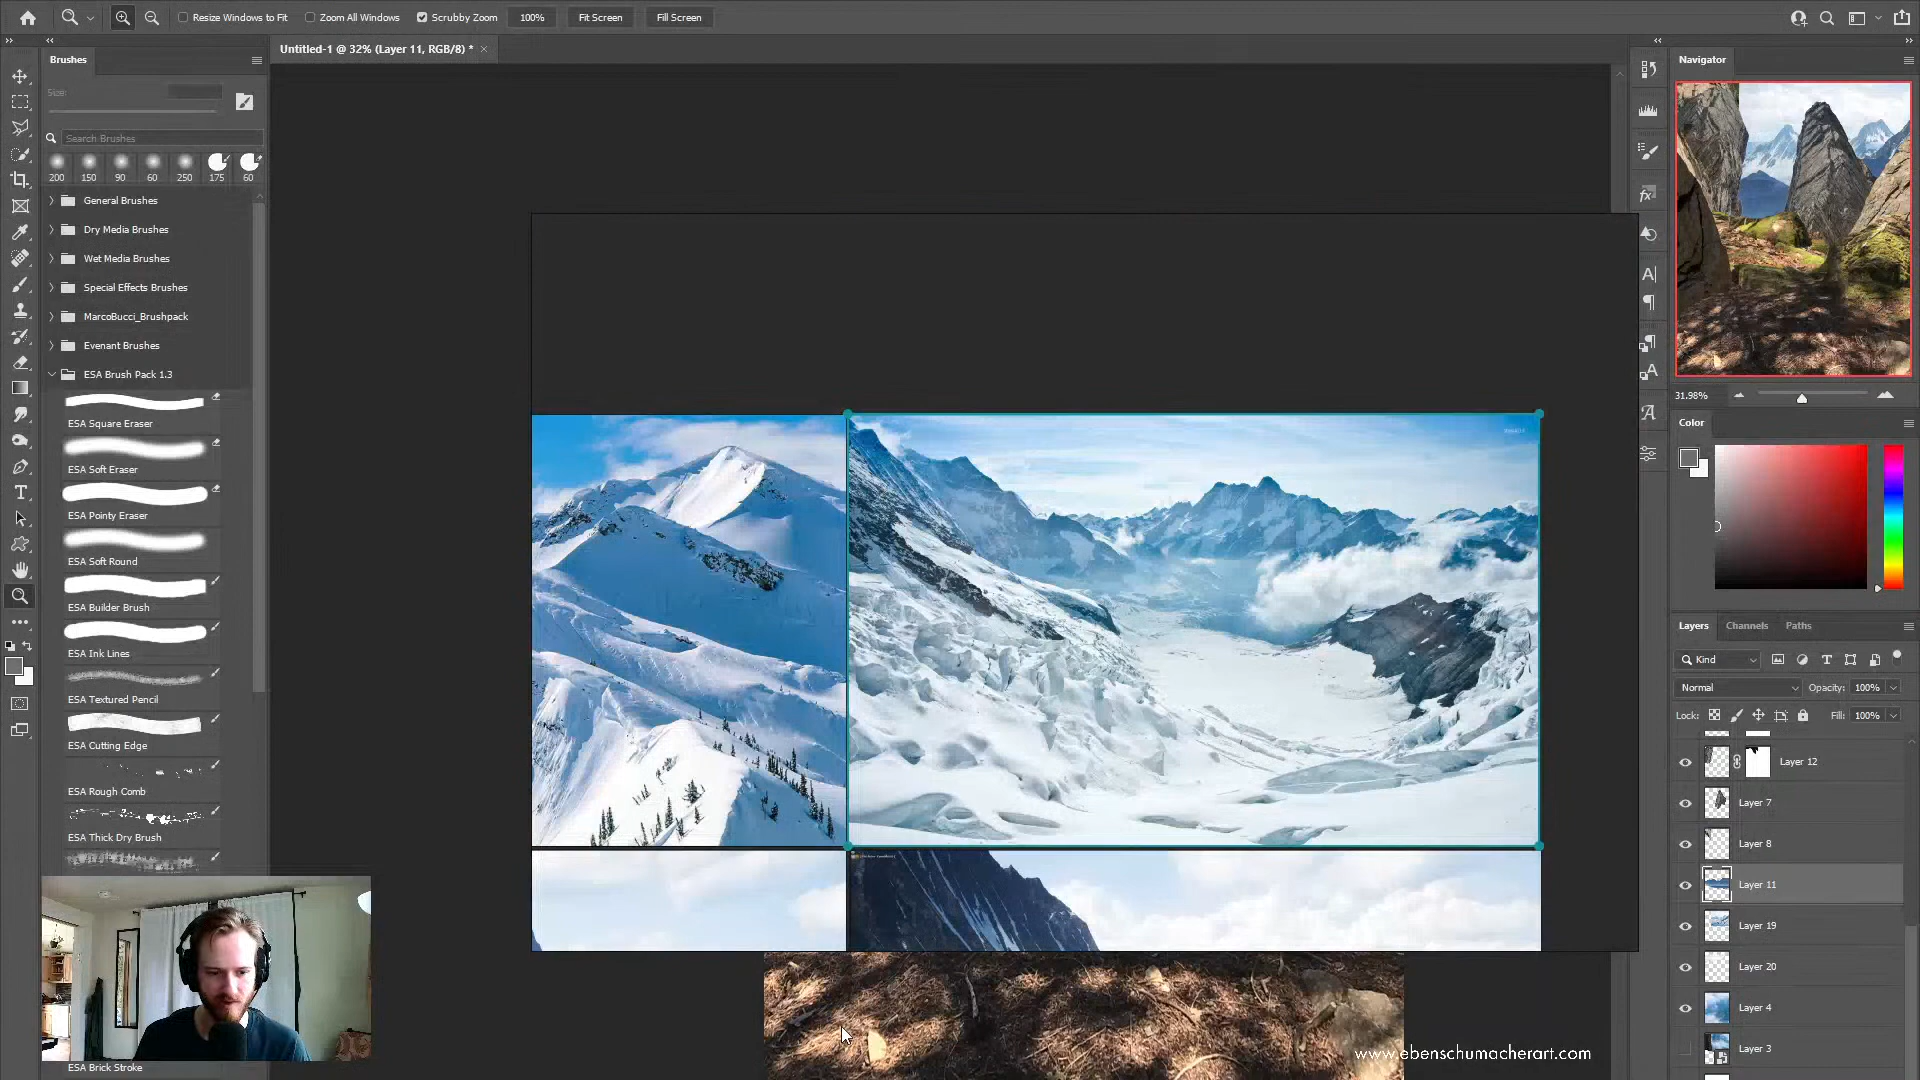 Resize Windows to Fit
Zoom All Windows
Scrubby Zoom
100%
Fit Screen
Fill Screen
Untitled-1 @ 32% (Layer 11, RGB/8) *
Brushes
Size:
Search Brushes
200
150
90
60
250
175
60
General Brushes
Dry Media Brushes
Wet Media Brushes
Special Effects Brushes
MarcoBucci_Brushpack
Evenant Brushes
ESA Brush Pack 1.3
ESA Square Eraser
ESA Soft Eraser
ESA Pointy Eraser
ESA Soft Round
ESA Builder Brush
ESA Ink Lines
ESA Textured Pencil
ESA Cutting Edge
ESA Rough Comb
ESA Thick Dry Brush
ESA Brick Stroke
Navigator
31.98%
Color
Layers
Channels
Paths
Kind
Normal
Opacity:
100%
Lock:
Fill:
100%
Layer 12
Layer 7
Layer 8
Layer 11
Layer 19
Layer 20
Layer 4
Layer 3
www.ebenschumacherart.com